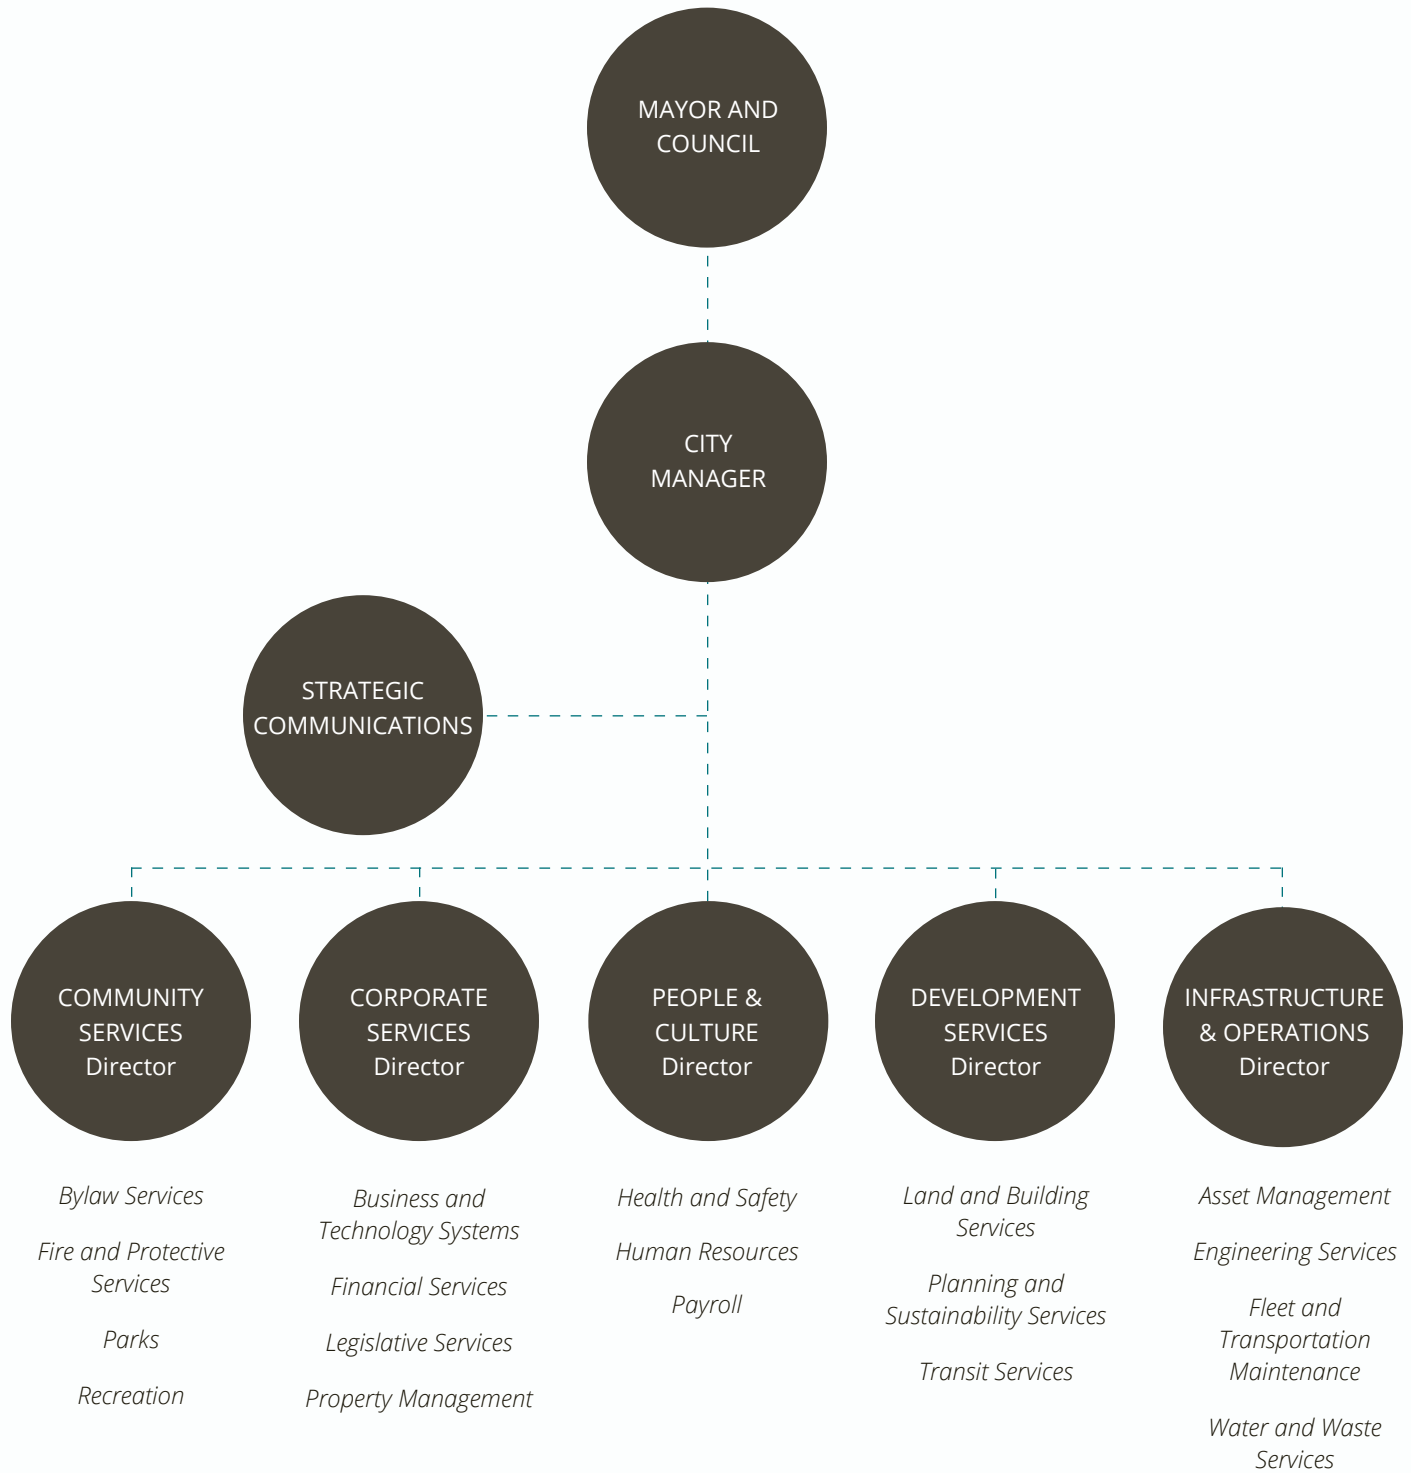 MAYOR AND
COUNCIL
CITY
MANAGER
STRATEGIC
COMMUNICATIONS
COMMUNITY
SERVICES
Director
CORPORATE
SERVICES
Director
PEOPLE &
CULTURE
Director
DEVELOPMENT
SERVICES
Director
INFRASTRUCTURE
& OPERATIONS
Director
Bylaw Services
Fire and Protective
Services
Parks
Recreation
Business and
Technology Systems
Financial Services
Legislative Services
Property Management
Health and Safety
Human Resources
Payroll
Land and Building
Services
Planning and
Sustainability Services
Transit Services
Asset Management
Engineering Services
Fleet and
Transportation
Maintenance
Water and Waste
Services